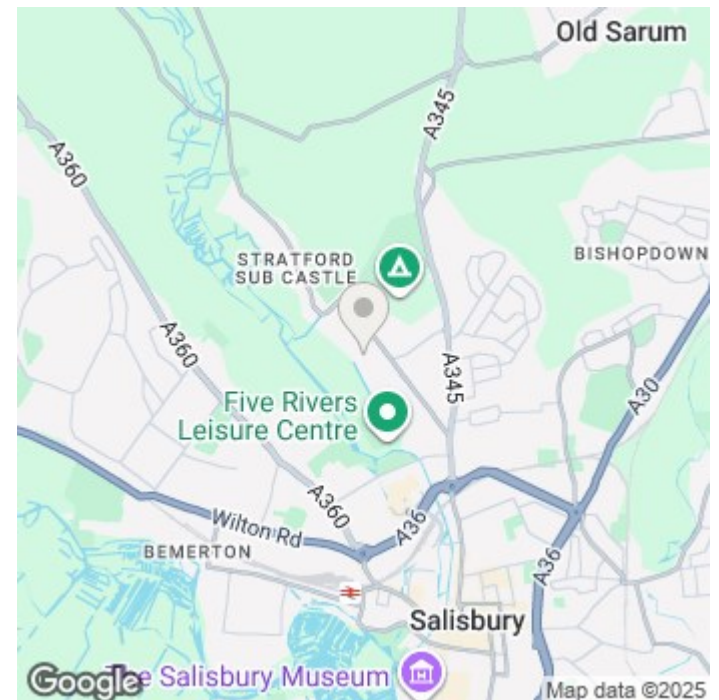 Old Sarum
A345
A360
STRATFORD
SUB CASTLE
BISHOPDOWN
A360
A345
A30
Five Rivers
Leisure Centre
A360
Wilton Rd
A36
BEMERTON
A36
Salisbury
Google
The Salisbury Museum
Map data ©2025